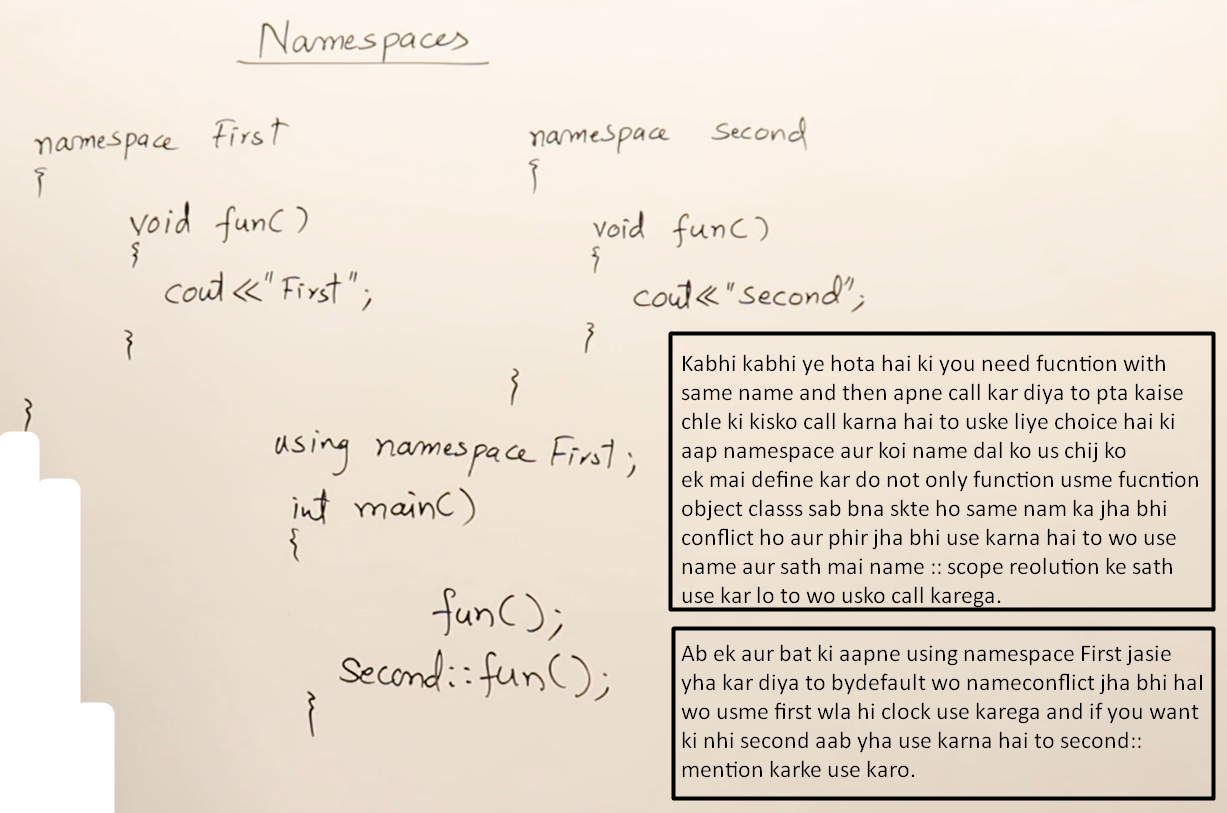 Namespaces
namespace First
{
void fun()
{
cout<<"First";
}
}
namespace second
{
void fun()
{
cout<<"second";
}
}
using namespace First;
int main()
{
fun();
second::fun();
}
Kabhi kabhi ye hota hai ki you need fucntion with
same name and then apne call kar diya to pta kaise
chle ki kisko call karna hai to uske liye choice hai ki
aap namespace aur koi name dal ko us chij ko
ek mai define kar do not only function usme fucntion
object classs sab bna skte ho same nam ka jha bhi
conflict ho aur phir jha bhi use karna hai to wo use
name aur sath mai name :: scope reolution ke sath
use kar lo to wo usko call karega.
Ab ek aur bat ki aapne using namespace First jasie
yha kar diya to bydefault wo nameconflict jha bhi hal
wo usme first wla hi clock use karega and if you want
ki nhi second aab yha use karna hai to second::
mention karke use karo.